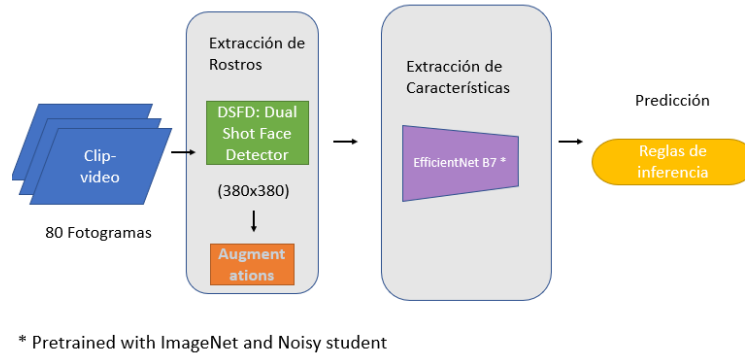 Clip-
video
80 Fotogramas
Extracción de
Rostros
DSFD: Dual
Shot Face
Detector
(380x380)
Augment
ations
Extracción de
Características
EfficientNet B7 *
Predicción
Reglas de
inferencia
* Pretrained with ImageNet and Noisy student